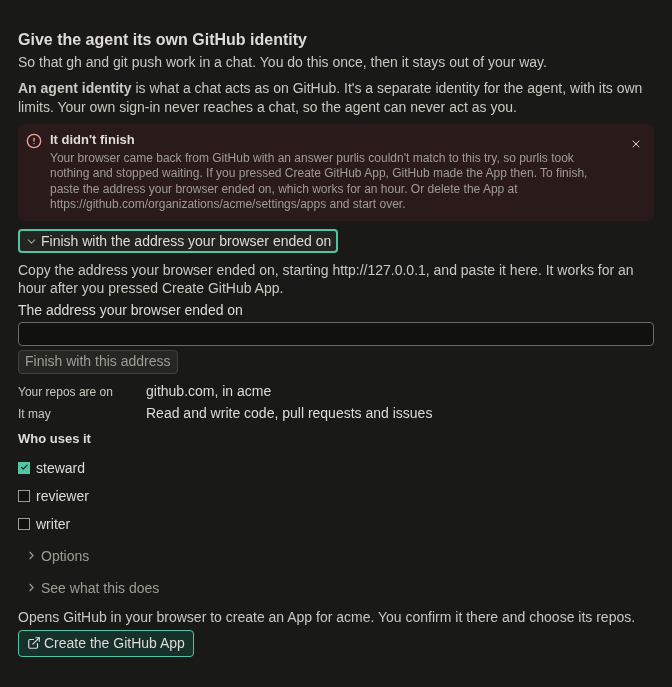 Give the agent its own GitHub identity
So that gh and git push work in a chat. You do this once, then it stays out of your way.
An agent identity is what a chat acts as on GitHub. It's a separate identity for the agent, with its own
limits. Your own sign-in never reaches a chat, so the agent can never act as you.
It didn't finish
Your browser came back from GitHub with an answer purlis couldn't match to this try, so purlis took
nothing and stopped waiting. If you pressed Create GitHub App, GitHub made the App then. To finish,
paste the address your browser ended on, which works for an hour. Or delete the App at
https://github.com/organizations/acme/settings/apps and start over.
Finish with the address your browser ended on
Copy the address your browser ended on, starting http://127.0.0.1, and paste it here. It works for an
hour after you pressed Create GitHub App.
The address your browser ended on
Finish with this address
Your repos are on github.com, in acme
It may Read and write code, pull requests and issues
Who uses it
steward
reviewer
writer
Options
See what this does
Opens GitHub in your browser to create an App for acme. You confirm it there and choose its repos.
Create the GitHub App